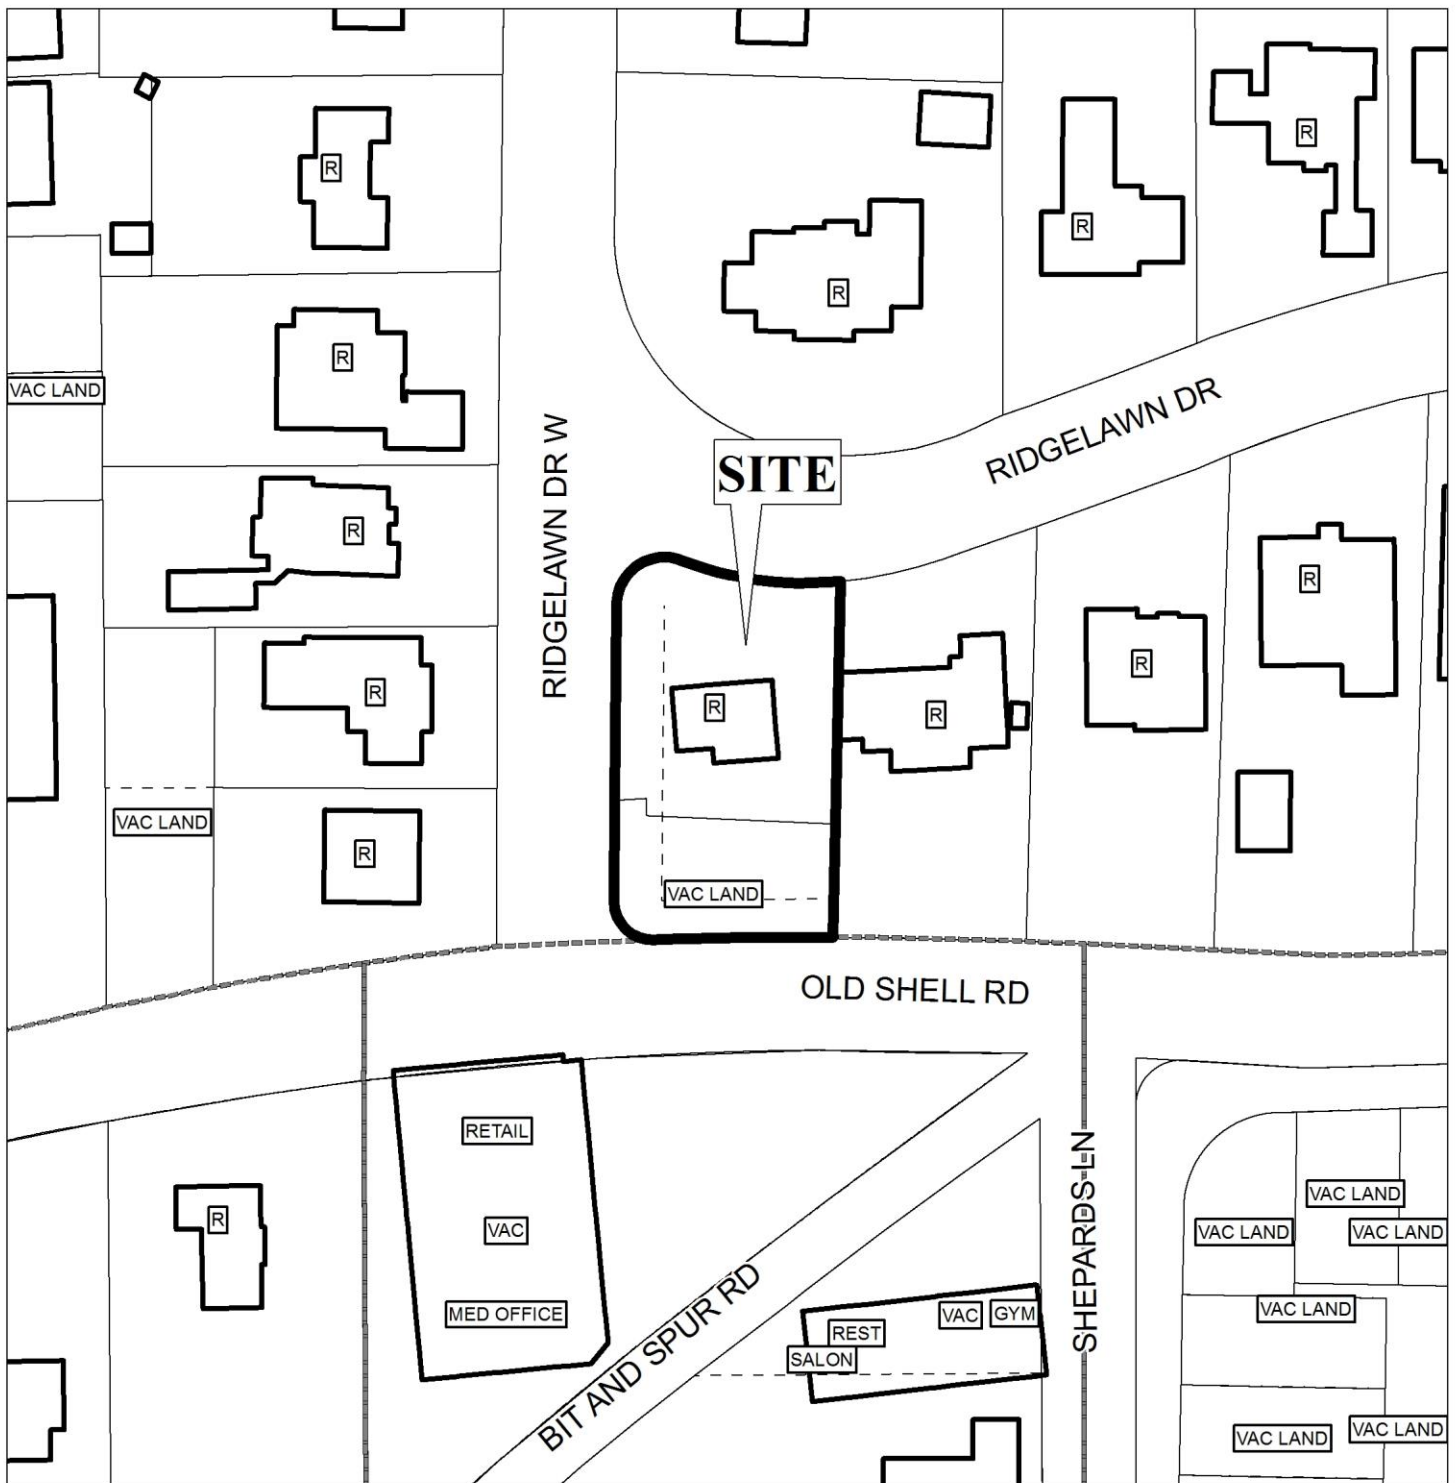 R
R
R
R
R
R
VAC LAND
RIDGELAWN DR
RIDGELAWN DR W
SITE
R
R
R
R
R
R
VAC LAND
R
VAC LAND
OLD SHELL RD
RETAIL
SHEPARDS LN
VAC LAND
R
VAC
VAC LAND
VAC LAND
BIT AND SPUR RD
MED OFFICE
VAC
GYM
VAC LAND
REST
SALON
VAC LAND
VAC LAND